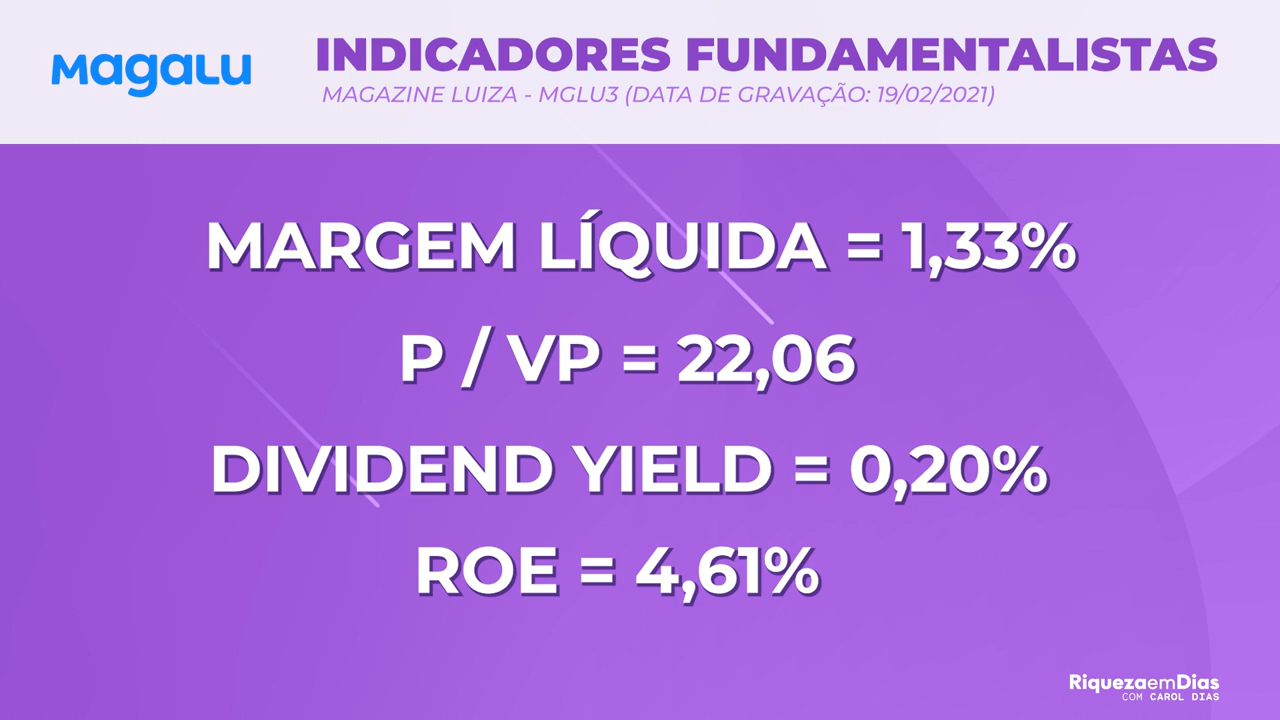 Magalu
INDICADORES FUNDAMENTALISTAS
MAGAZINE LUIZA - MGLU3 (DATA DE GRAVAÇÃO: 19/02/2021)
MARGEM LÍQUIDA = 1,33%
P / VP = 22,06
DIVIDEND YIELD = 0,20%
ROE = 4,61%
RiquezaemDias
COM CAROL DIAS